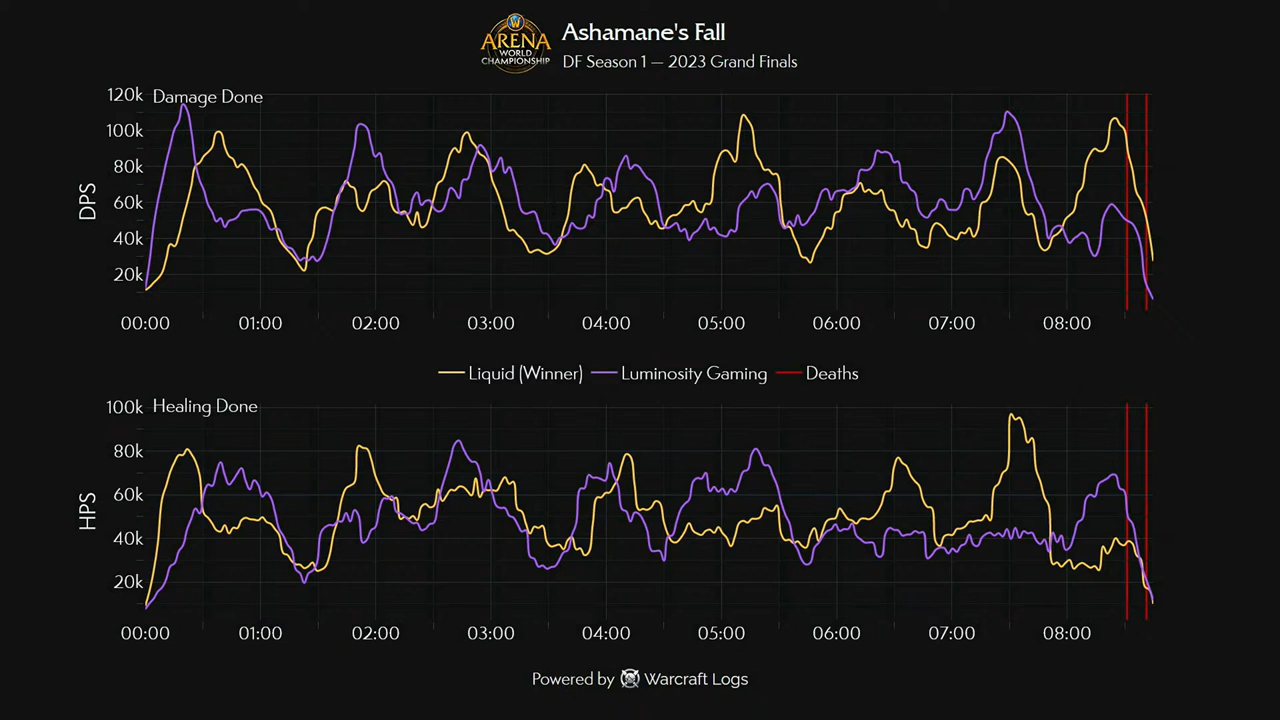 W
ARENA
WORLD
CHAMPIONSHIP
Ashamane's Fall
DF Season 1 — 2023 Grand Finals
Damage Done
DPS
120k
100k
80k
60k
40k
20k
00:00 01:00 02:00 03:00 04:00 05:00 06:00 07:00 08:00
Liquid (Winner) Luminosity Gaming Deaths
Healing Done
HPS
100k
80k
60k
40k
20k
00:00 01:00 02:00 03:00 04:00 05:00 06:00 07:00 08:00
Powered by Warcraft Logs